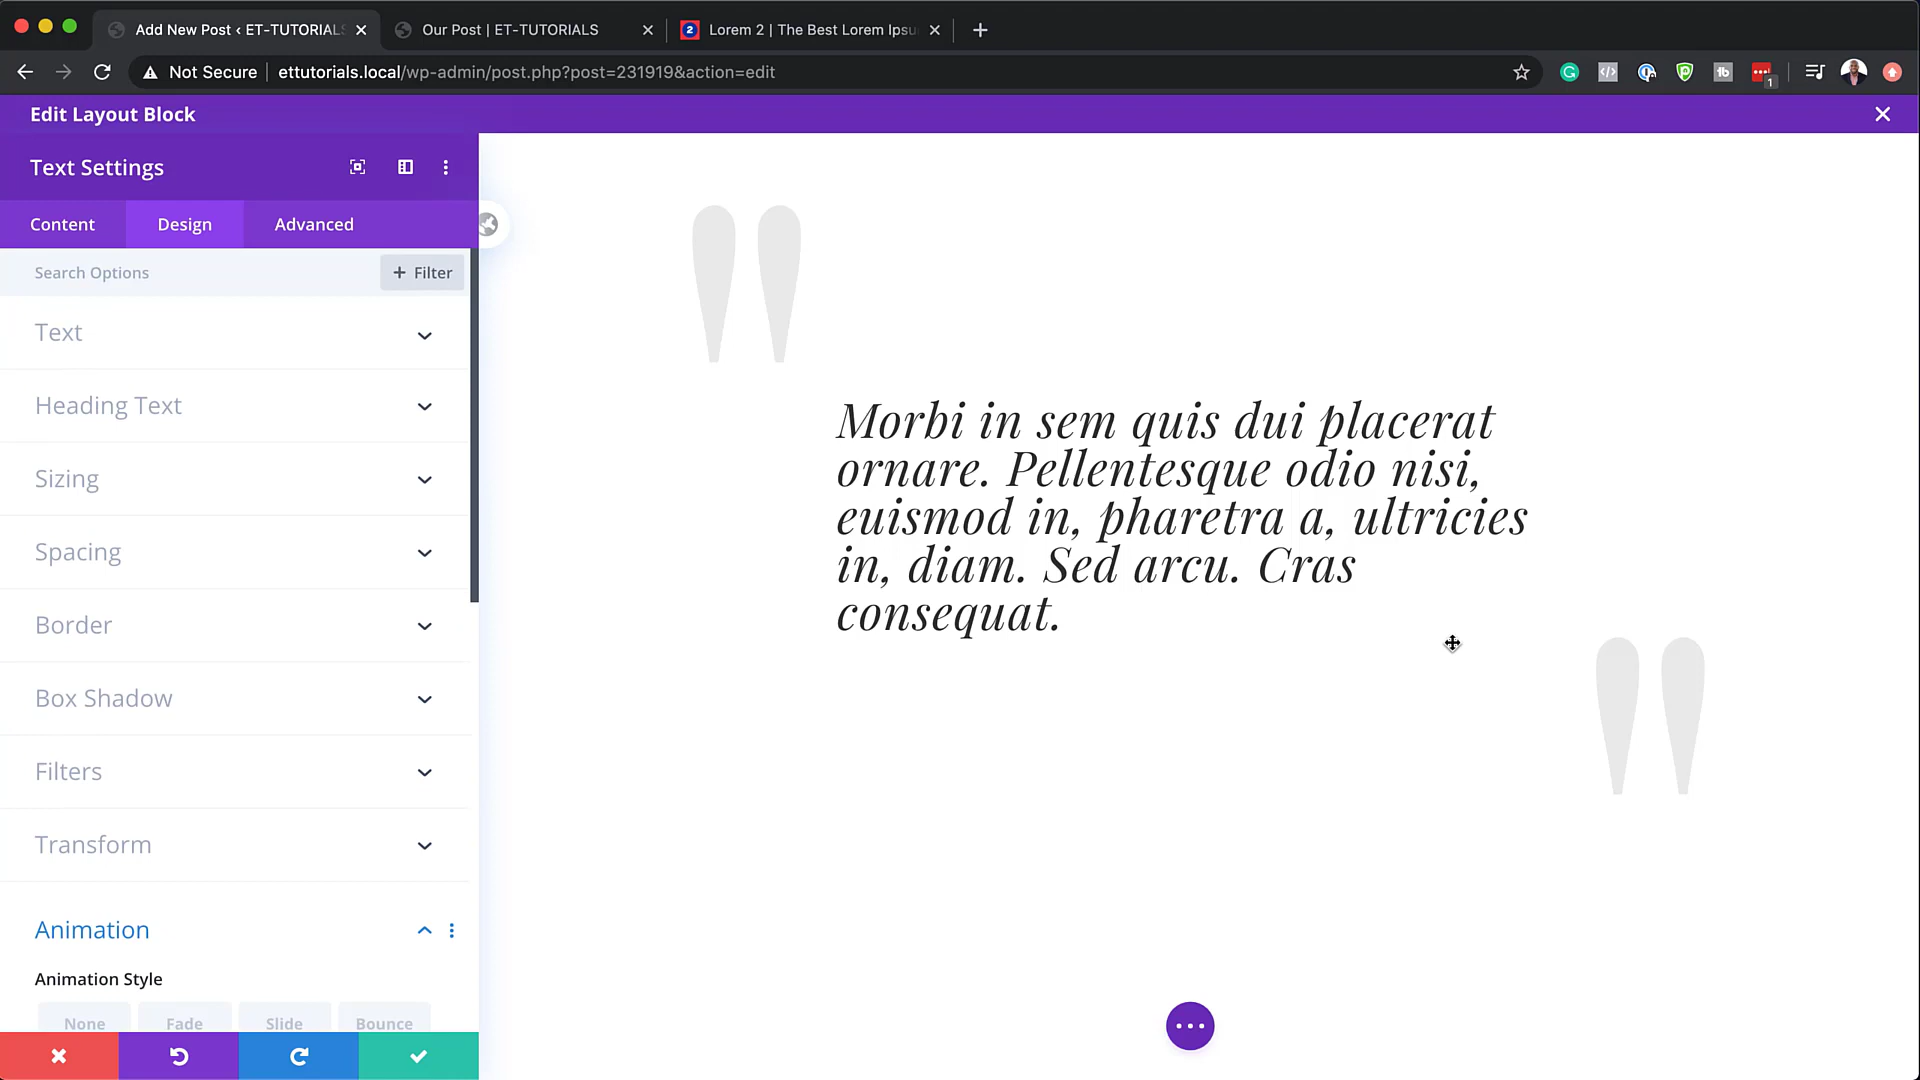 Add New Post ‹ ET-TUTORIALS
Our Post | ET-TUTORIALS
2 Lorem 2 | The Best Lorem Ipsu
Not Secure ettutorials.local/wp-admin/post.php?post=231919&action=edit
1
Edit Layout Block
Text Settings
Content Design Advanced
Search Options
+ Filter
Text
Heading Text
Sizing
Spacing
Border
Box Shadow
Filters
Transform
Animation
Animation Style
None Fade Slide Bounce
"
Morbi in sem quis dui placerat
ornare. Pellentesque odio nisi,
euismod in, pharetra a, ultricies
in, diam. Sed arcu. Cras
consequat.
"